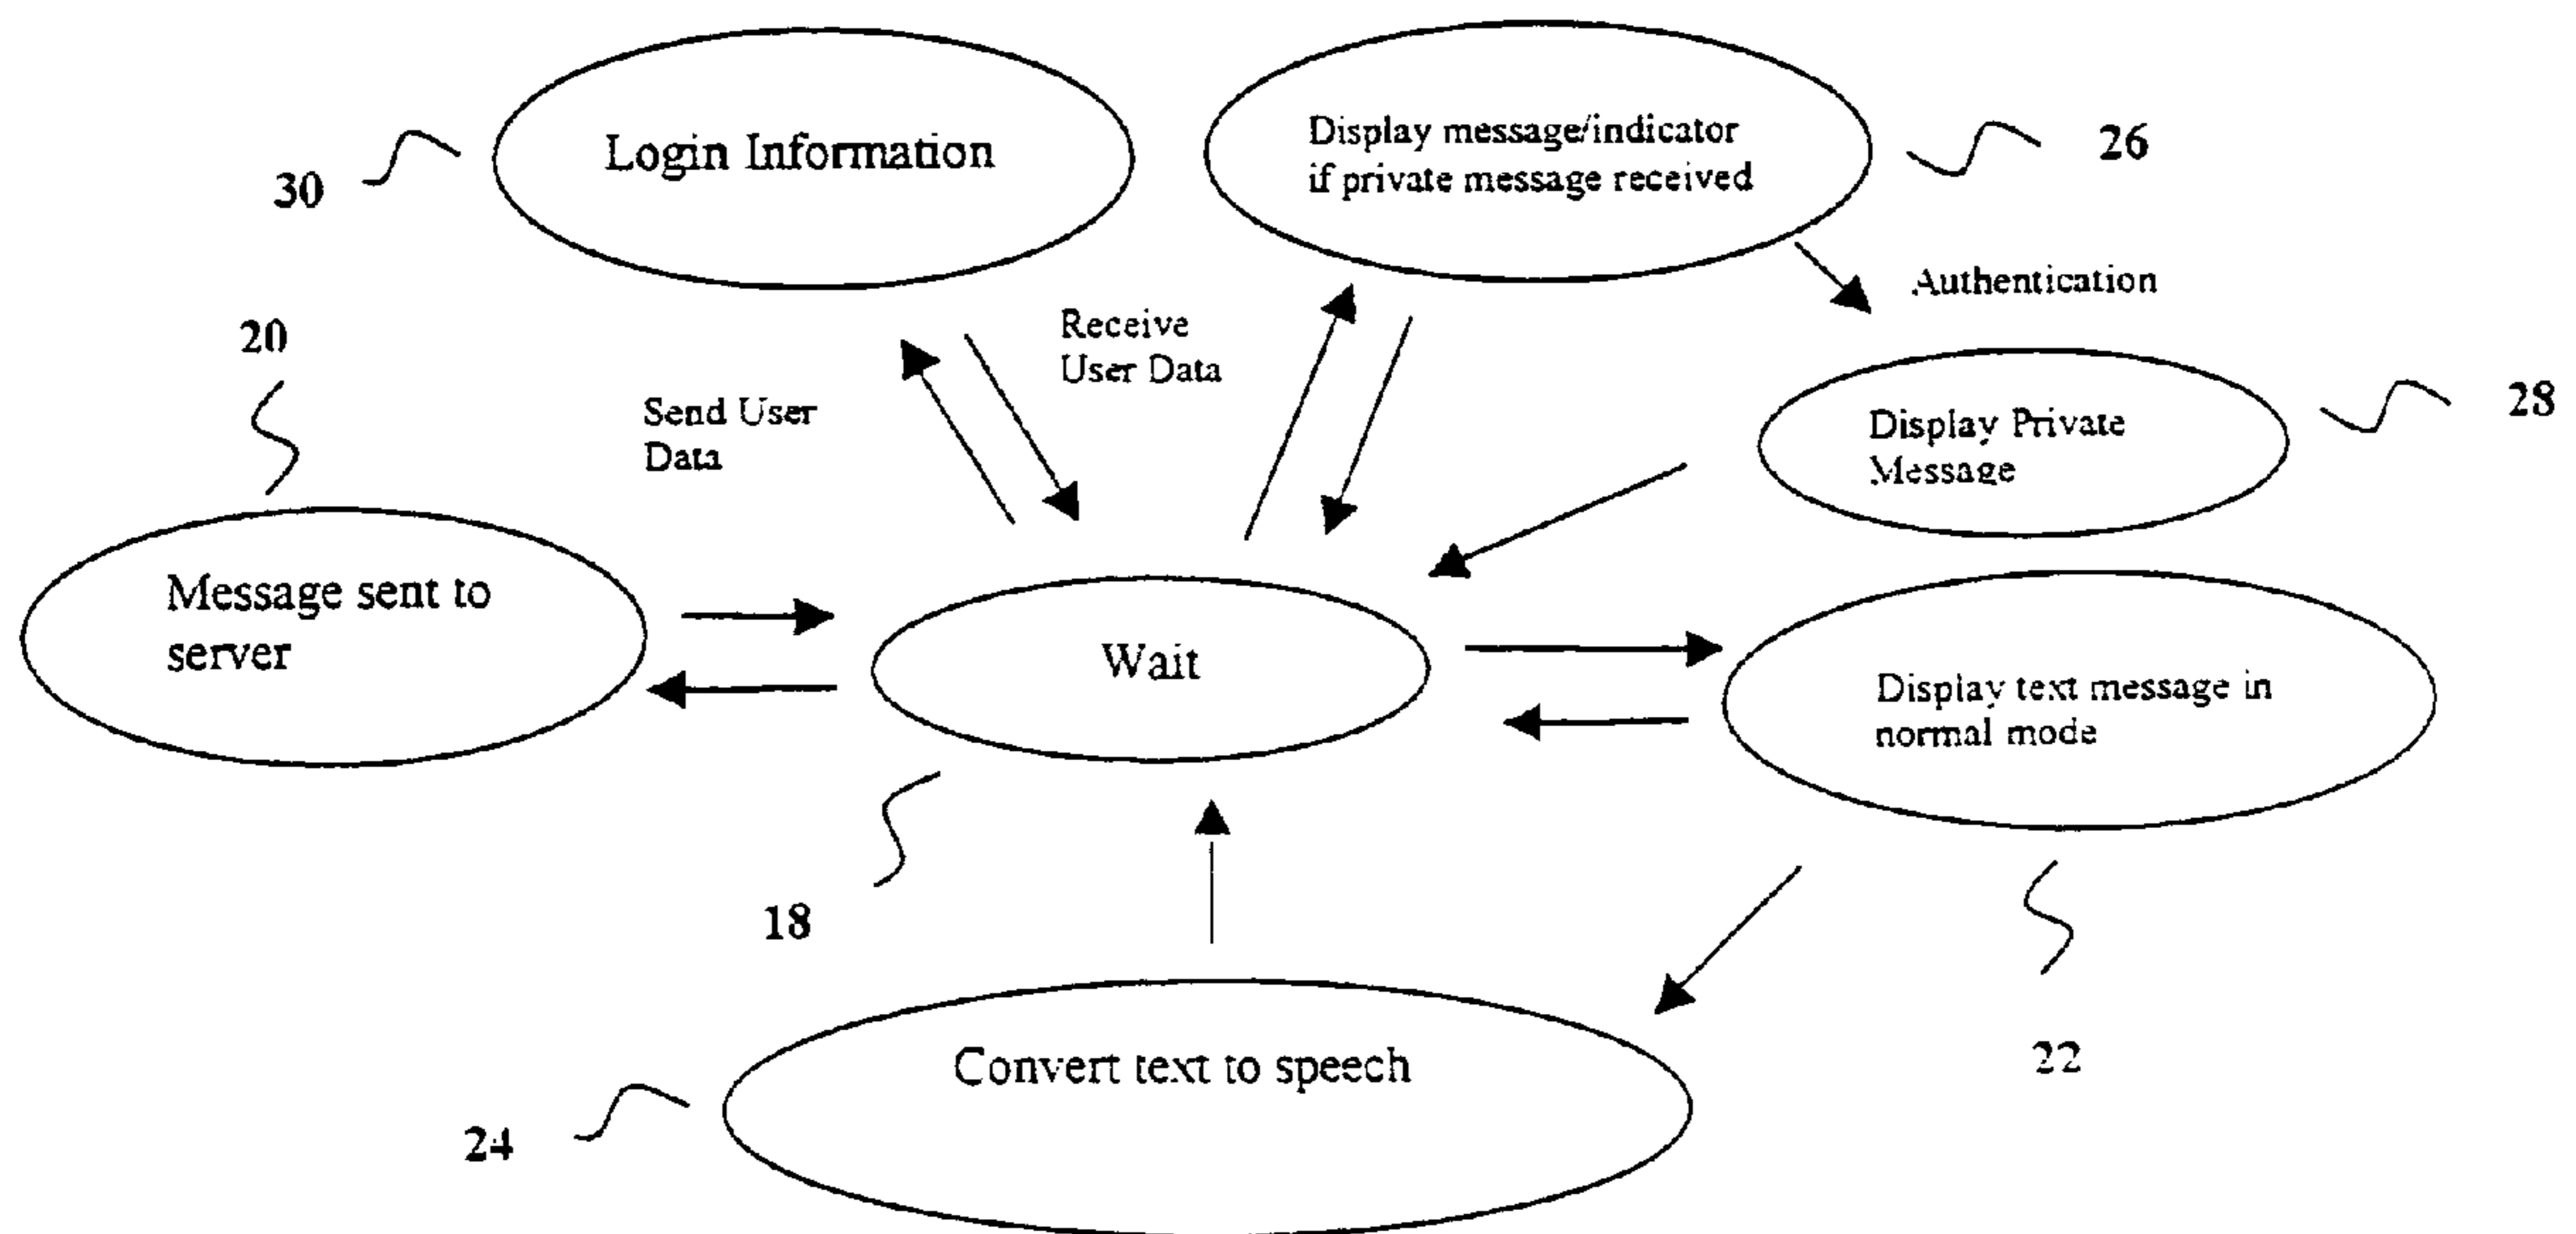 Login Information
30
Display message/indicator
if private message received
26
Authentication
20
Receive
User Data
Send User
Data
Display Private
Message
28
Message sent to
server
Wait
Display text message in
normal mode
18
22
Convert text to speech
24